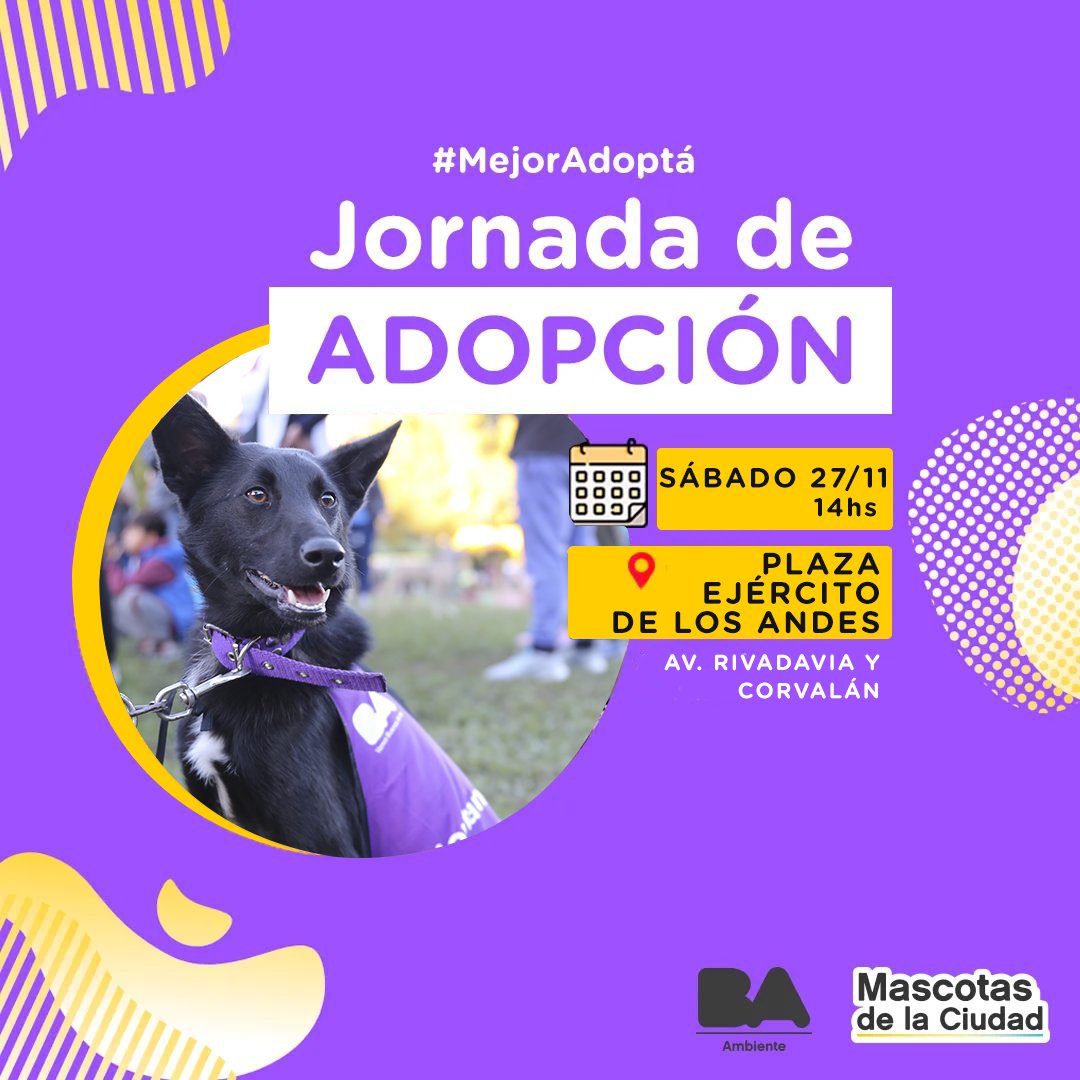 #MejorAdoptá
Jornada de
ADOPCIÓN
SÁBADO 27/11
14hs
PLAZA
EJÉRCITO
DE LOS ANDES
AV. RIVADAVIA Y
CORVALÁN
BA
BA
Ambiente
Mascotas
de la Ciudad